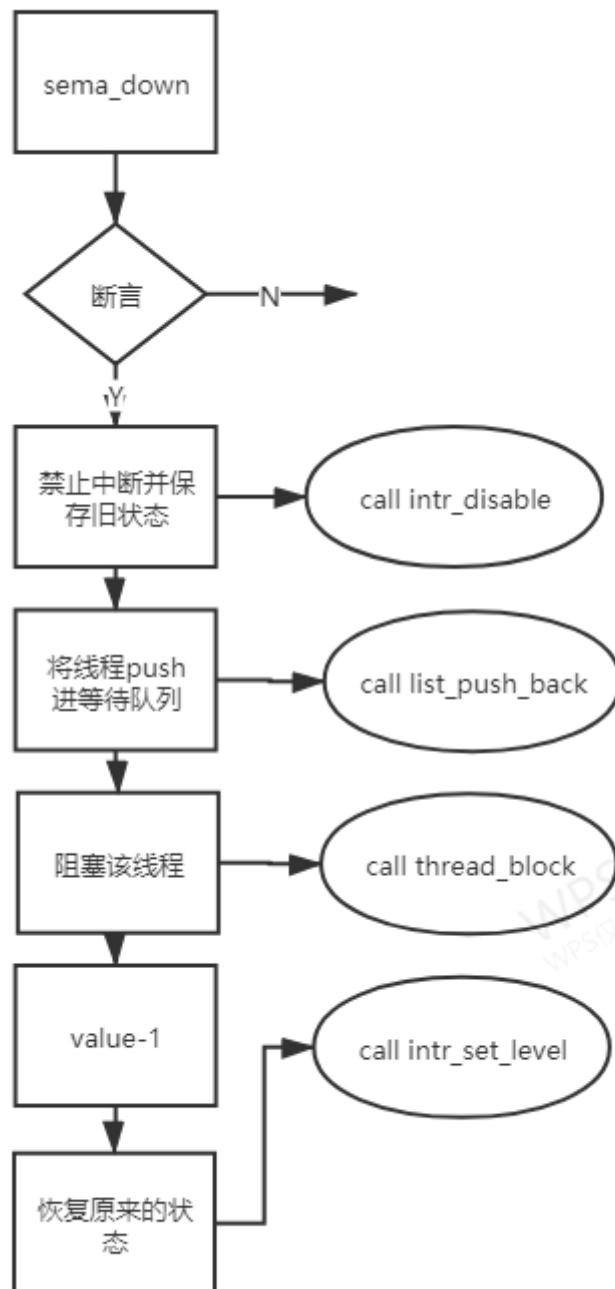 sema_down
断言
N
Y
禁止中断并保
存旧状态
call intr_disable
将线程push
进等待队列
call list_push_back
阻塞该线程
call thread_block
value-1
call intr_set_level
恢复原来的状
态
WPS